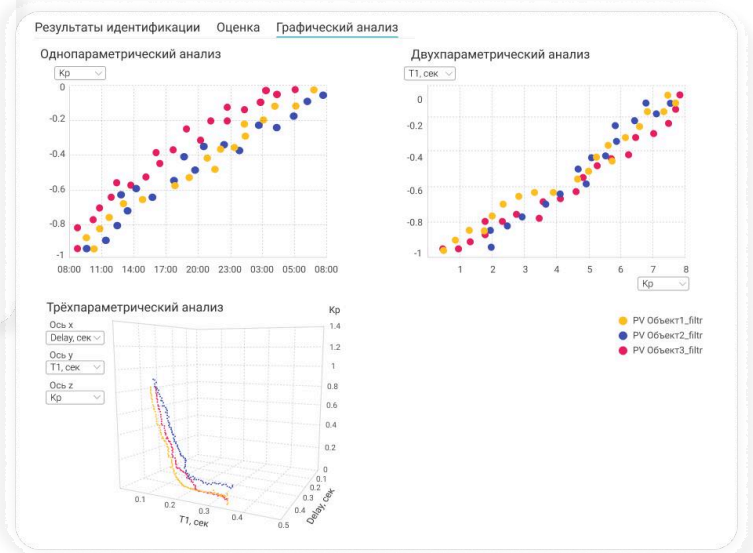 Результаты идентификации Оценка Графический анализ
Однопараметрический анализ
Kp
0
-0.2
-0.4
-0.6
-0.8
-1
08:00 11:00 14:00 17:00 20:00 23:00 03:00 05:00 08:00
Двухпараметрический анализ
T1, сек
0
-0.2
-0.4
-0.6
-0.8
-1
1 2 3 4 5 6 7 8
Kp
Трёхпараметрический анализ
Ось x
Delay, сек
Ось y
T1, сек
Ось z
Kp
Kp
1.4
1.2
1
0.8
0.6
0.4
0.2
0
0.1
0.2
0.3
0.4
0.5
Delay, сек
0.1 0.2 0.3 0.4
T1, сек
PV Объект1_filtr
PV Объект2_filtr
PV Объект3_filtr